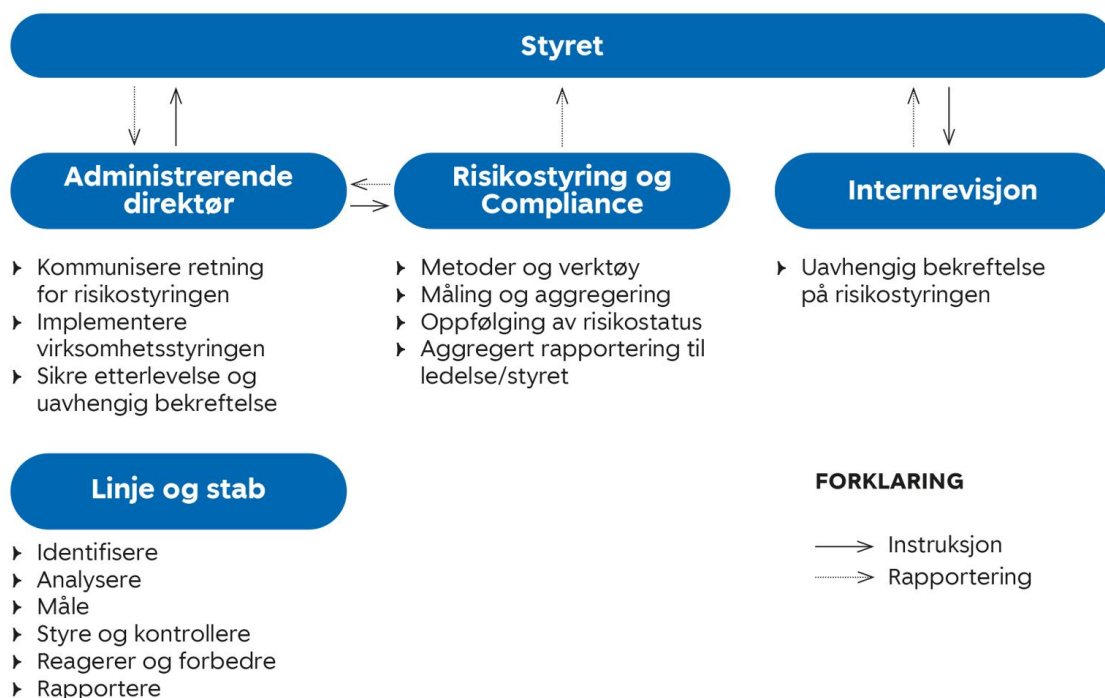 Styret
Administrerende
direktør
Risikostyring og
Compliance
Internrevisjon
Kommunisere retning
for risikostyringen
Implementere
virksomhetsstyringen
Sikre etterlevelse og
uavhengig bekreftelse
Metoder og verktøy
Måling og aggregering
Oppfølging av risikostatus
Aggregert rapportering til
ledelse/styret
Uavhengig bekreftelse
på risikostyringen
Linje og stab
Identifisere
Analysere
Måle
Styre og kontrollere
Reagerer og forbedre
Rapportere
FORKLARING
Instruksjon
Rapportering